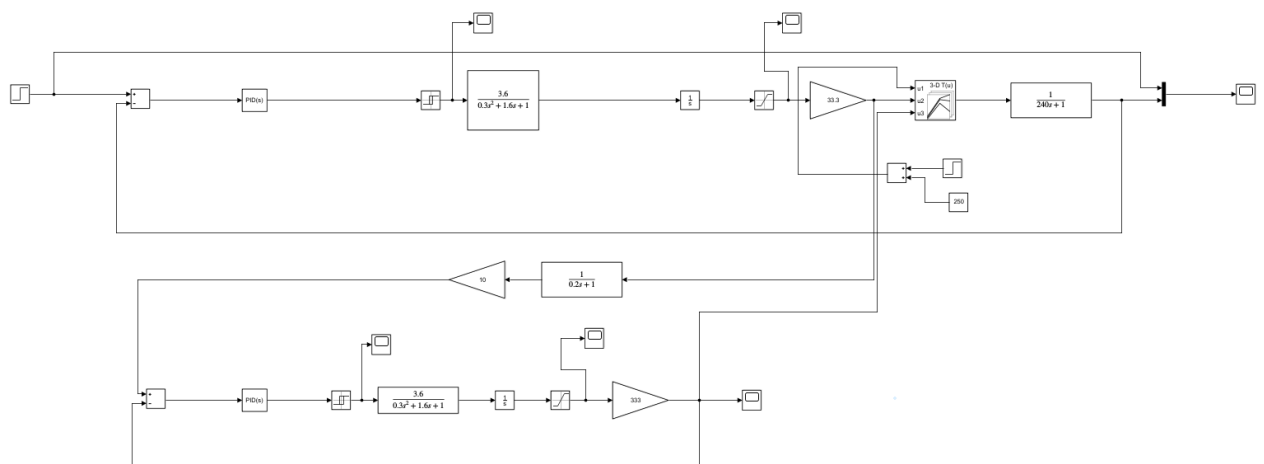 3-D T(u)
+
−
PID(s)
3.6
0.3s² + 1.6s + 1
1
s
33.3
u1
u2
u3
1
240s + 1
+
+
250
10
1
0.2s + 1
+
−
PID(s)
3.6
0.3s² + 1.6s + 1
1
s
333